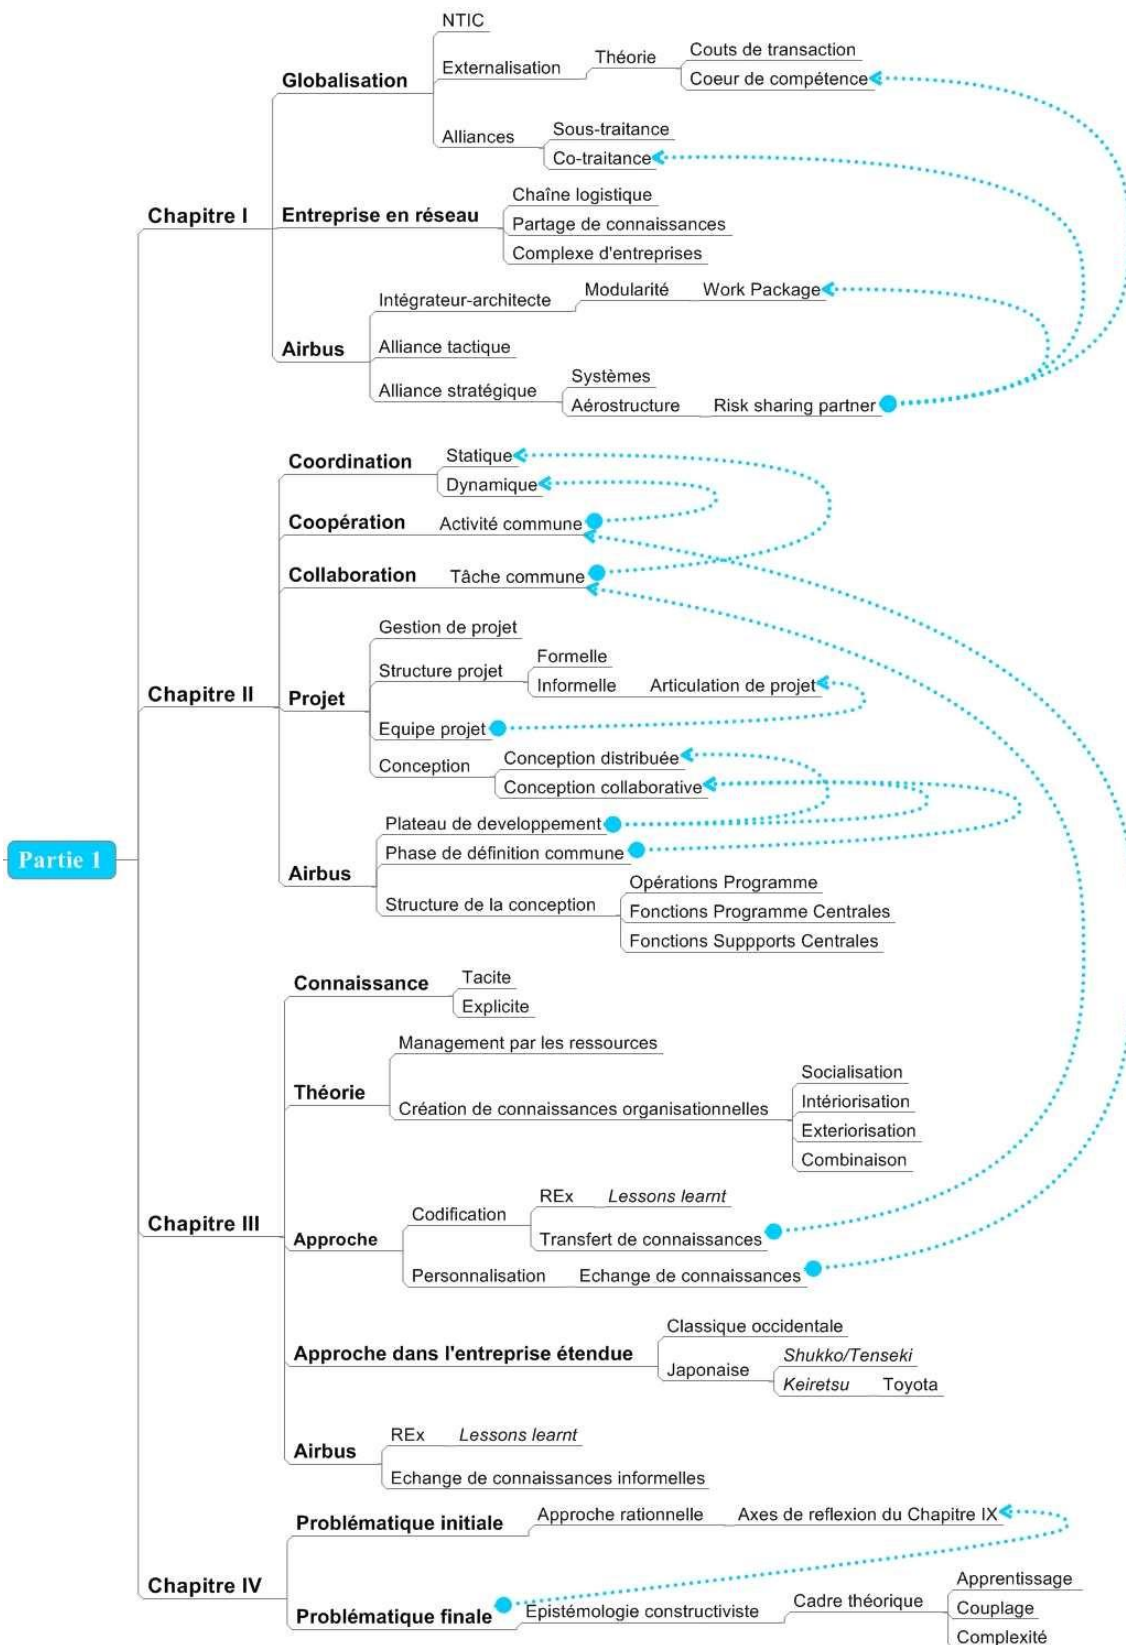 NTIC
Couts de transaction
Théorie
Externalisation
Coeur de compétence
Globalisation
Sous-traitance
Alliances
Co-traitance
Chaîne logistique
Chapitre I
Entreprise en réseau
Partage de connaissances
Complexe d'entreprises
Intégrateur-architecte
Modularité
Work Package
Airbus
Alliance tactique
Systèmes
Alliance stratégique
Aérostructure
Risk sharing partner
Coordination
Statique
Dynamique
Coopération
Activité commune
Collaboration
Tâche commune
Gestion de projet
Formelle
Structure projet
Informelle
Articulation de projet
Chapitre II
Projet
Equipe projet
Conception distribuée
Conception
Conception collaborative
Plateau de developpement
Phase de définition commune
Partie 1
Airbus
Opérations Programme
Structure de la conception
Fonctions Programme Centrales
Fonctions Suppports Centrales
Connaissance
Tacite
Explicite
Management par les ressources
Socialisation
Théorie
Intériorisation
Création de connaissances organisationnelles
Exteriorisation
Combinaison
REx
Lessons learnt
Codification
Chapitre III
Approche
Transfert de connaissances
Personnalisation
Echange de connaissances
Classique occidentale
Approche dans l'entreprise étendue
Shukko/Tenseki
Japonaise
Keiretsu
Toyota
REx
Lessons learnt
Airbus
Echange de connaissances informelles
Problématique initiale
Approche rationnelle
Axes de reflexion du Chapitre IX
Chapitre IV
Apprentissage
Problématique finale
Epistémologie constructiviste
Cadre théorique
Couplage
Complexité